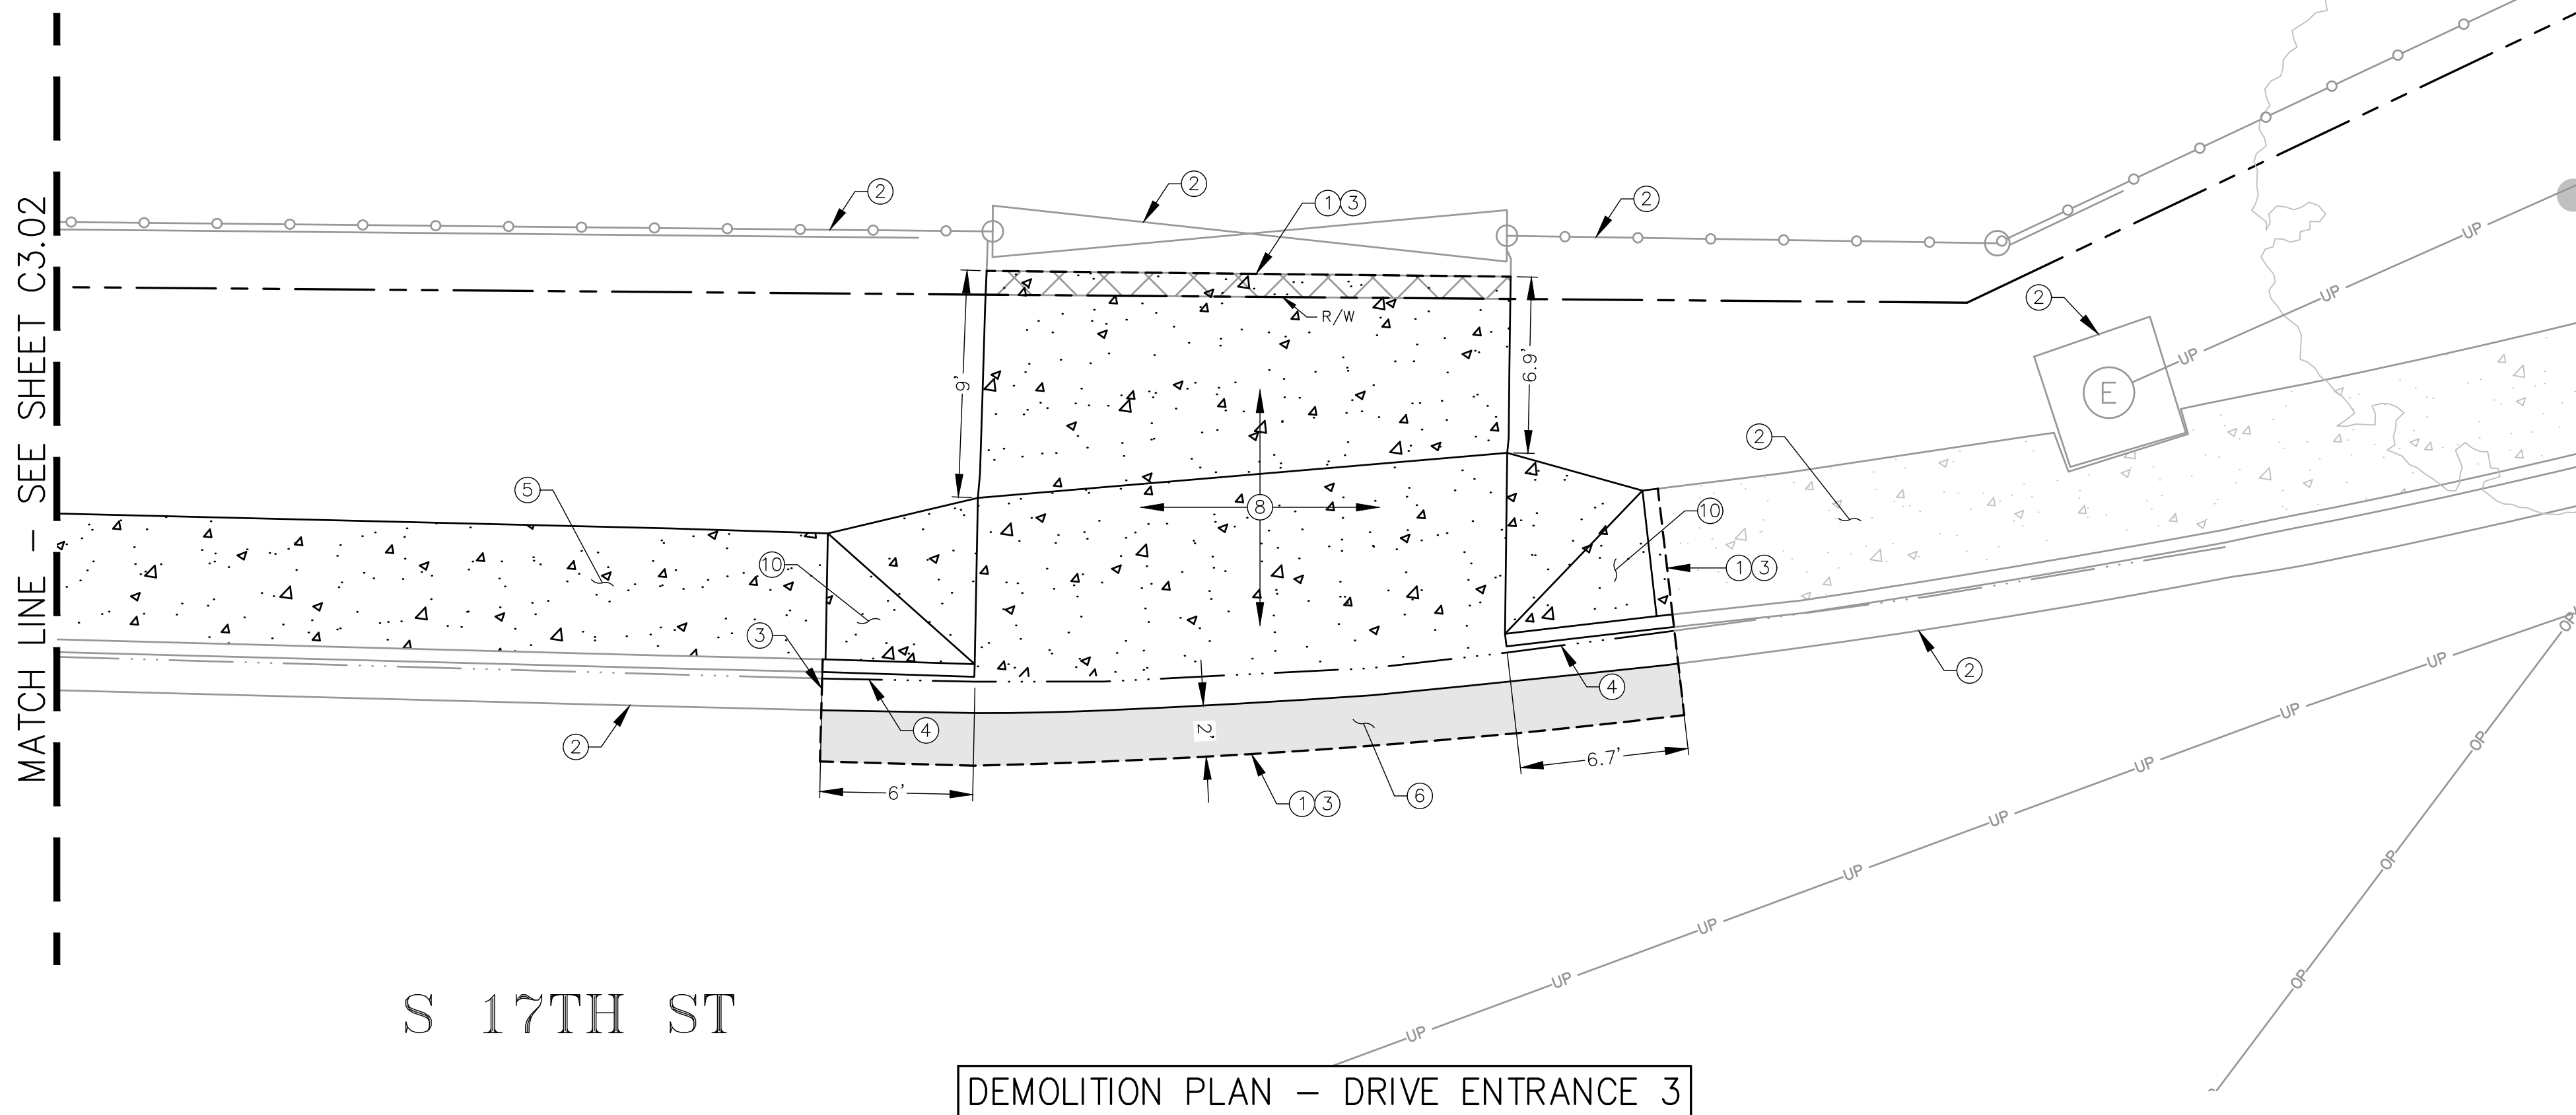 MATCH LINE – SEE SHEET C3.02
2
2
1 3
2
R/W
2
UP
UP
UP
E
9'
6.9'
5
8
2
10
10
1 3
3
4
4
2
2
2'
6'
6.7'
1 3
6
UP
UP
UP
UP
UP
UP
UP
UP
OP
OP
OP
OP
S 17TH ST
DEMOLITION PLAN – DRIVE ENTRANCE 3